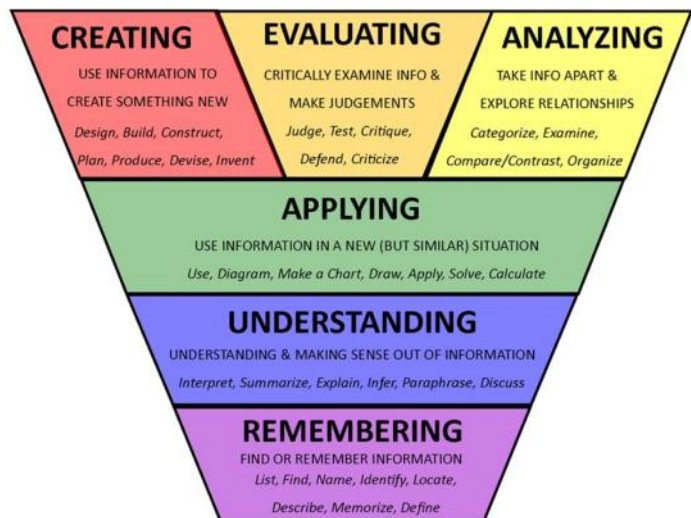 CREATING
USE INFORMATION TO
CREATE SOMETHING NEW
Design, Build, Construct,
Plan, Produce, Devise, Invent
EVALUATING
CRITICALLY EXAMINE INFO &
MAKE JUDGEMENTS
Judge, Test, Critique,
Defend, Criticize
ANALYZING
TAKE INFO APART &
EXPLORE RELATIONSHIPS
Categorize, Examine,
Compare/Contrast, Organize
APPLYING
USE INFORMATION IN A NEW (BUT SIMILAR) SITUATION
Use, Diagram, Make a Chart, Draw, Apply, Solve, Calculate
UNDERSTANDING
UNDERSTANDING & MAKING SENSE OUT OF INFORMATION
Interpret, Summarize, Explain, Infer, Paraphrase, Discuss
REMEMBERING
FIND OR REMEMBER INFORMATION
List, Find, Name, Identify, Locate,
Describe, Memorize, Define